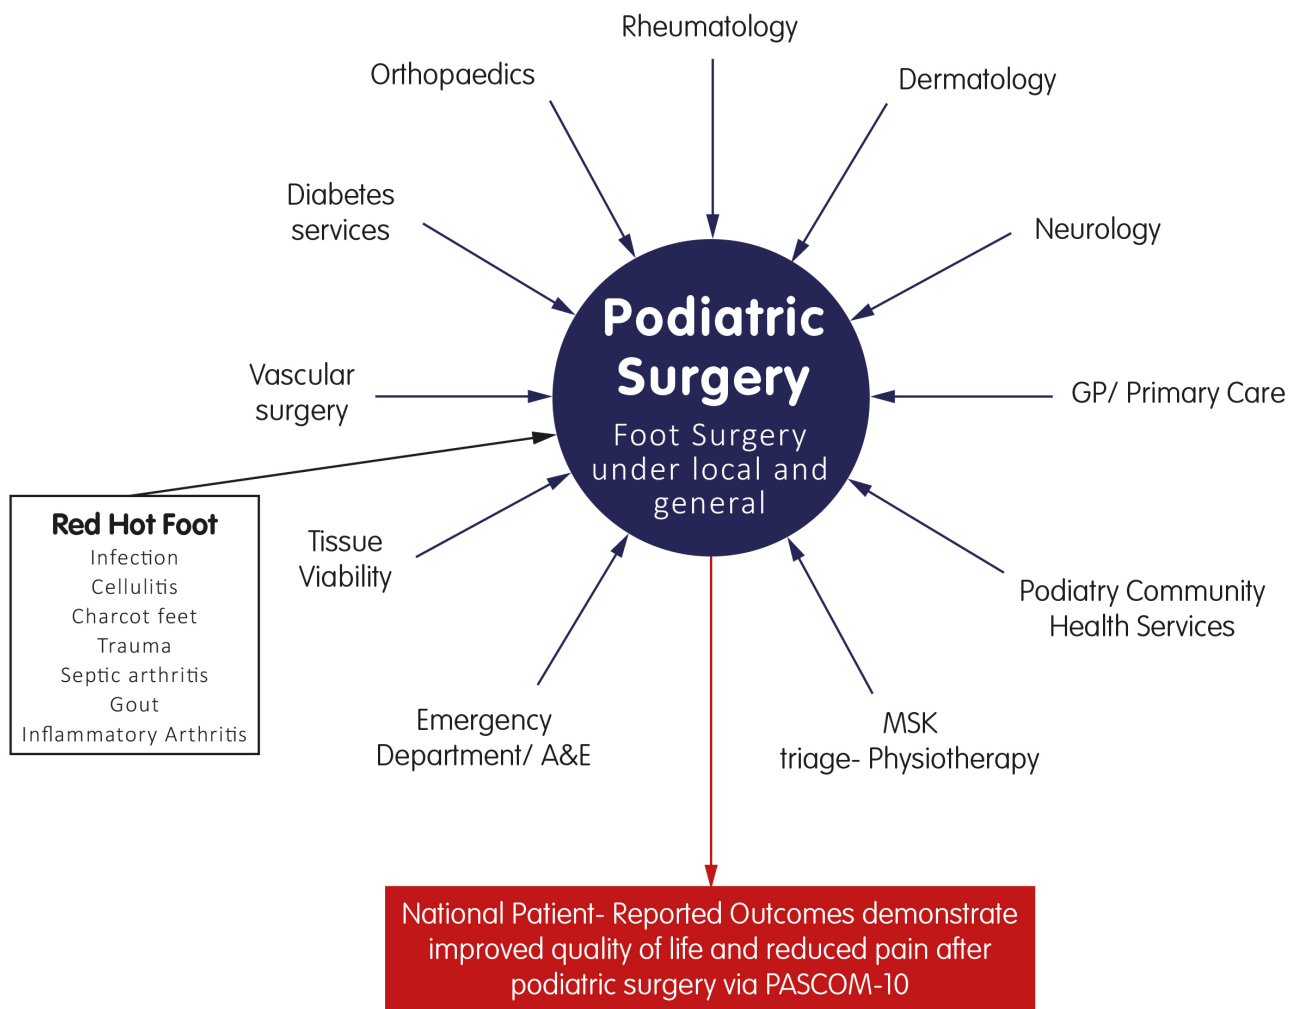 Rheumatology
Orthopaedics
Dermatology
Diabetes
services
Neurology
Podiatric
Surgery
Foot Surgery
under local and
general
Vascular
surgery
GP/ Primary Care
Red Hot Foot
Infection
Cellulitis
Charcot feet
Trauma
Septic arthritis
Gout
Inflammatory Arthritis
Tissue
Viability
Podiatry Community
Health Services
Emergency
Department/ A&E
MSK
triage- Physiotherapy
National Patient- Reported Outcomes demonstrate
improved quality of life and reduced pain after
podiatric surgery via PASCOM-10